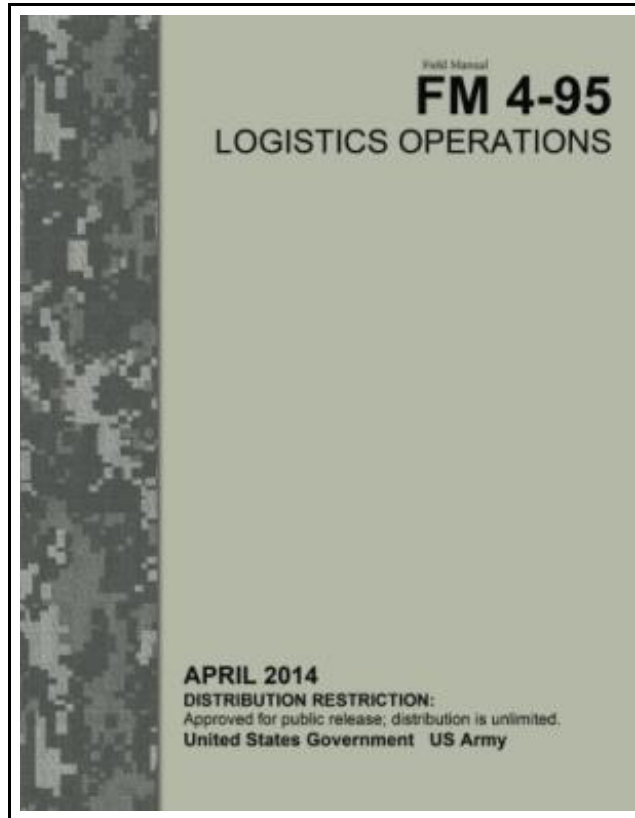 Field Manual
FM 4-95
LOGISTICS OPERATIONS
APRIL 2014
DISTRIBUTION RESTRICTION:
Approved for public release; distribution is unlimited.
United States Government US Army